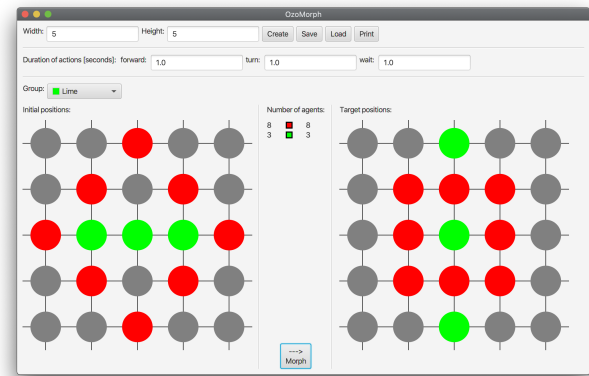 OzoMorph
Width: 5 Height: 5 Create Save Load Print
Duration of actions [seconds]: forward: 1.0 turn: 1.0 wait: 1.0
Group: Lime
Initial positions: Number of agents: Target positions:
8 8
3 3
--->
Morph